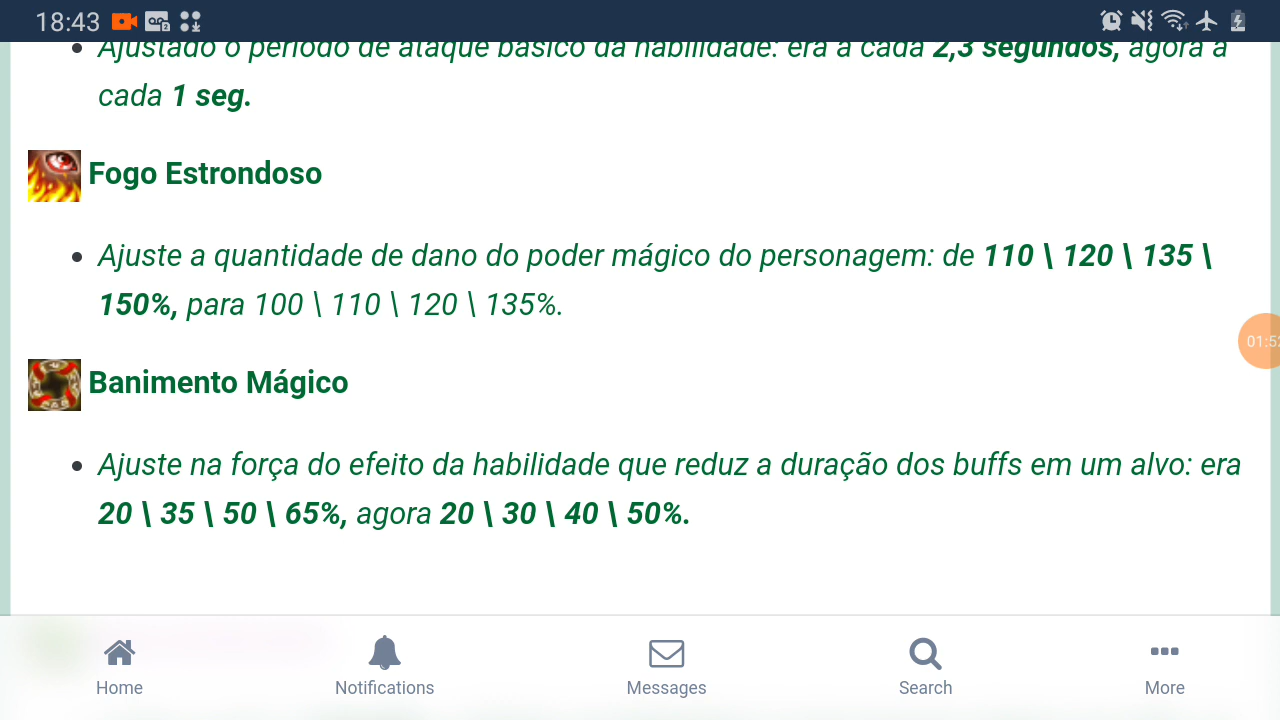 18:43
Ajustado o período de ataque básico da habilidade: era a cada 2,3 segundos, agora a
cada 1 seg.
Fogo Estrondoso
Ajuste a quantidade de dano do poder mágico do personagem: de 110 \ 120 \ 135 \
150%, para 100 \ 110 \ 120 \ 135%.
01:52
Banimento Mágico
Ajuste na força do efeito da habilidade que reduz a duração dos buffs em um alvo: era
20 \ 35 \ 50 \ 65%, agora 20 \ 30 \ 40 \ 50%.
Home Notifications Messages Search More